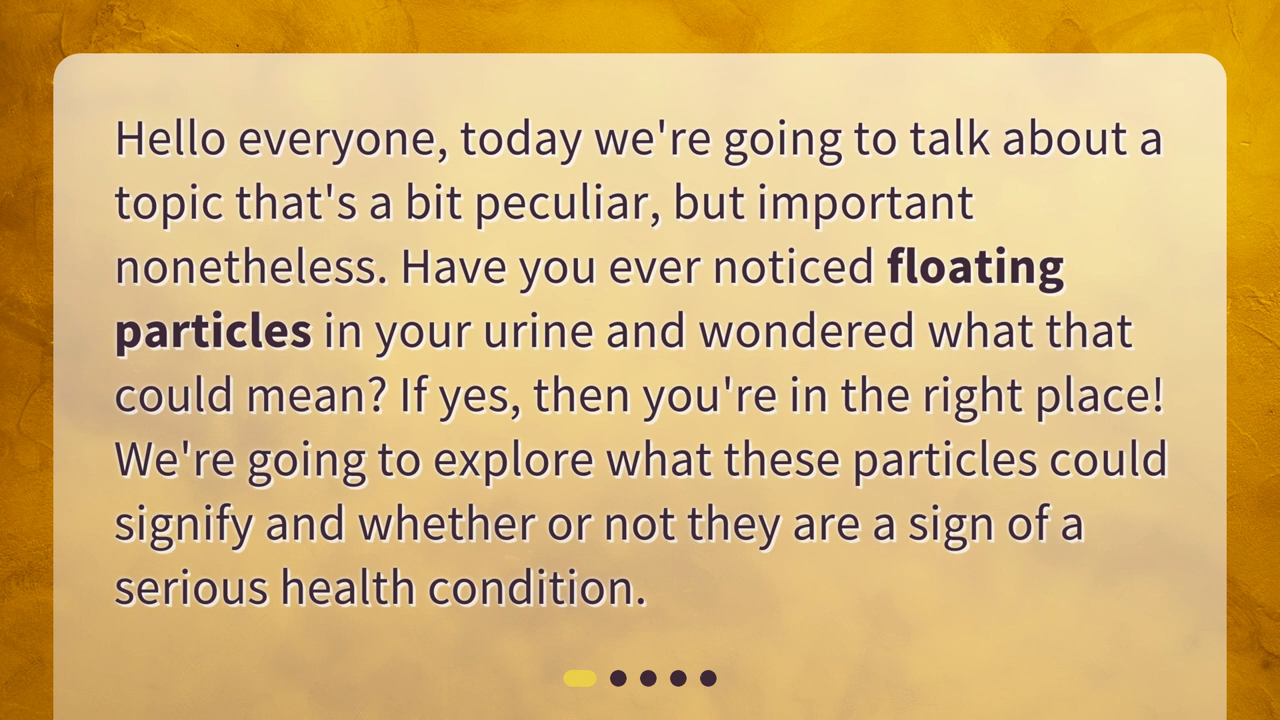 Hello everyone, today we're going to talk about a
topic that's a bit peculiar, but important
nonetheless. Have you ever noticed floating
particles in your urine and wondered what that
could mean? If yes, then you're in the right place!
We're going to explore what these particles could
signify and whether or not they are a sign of a
serious health condition.